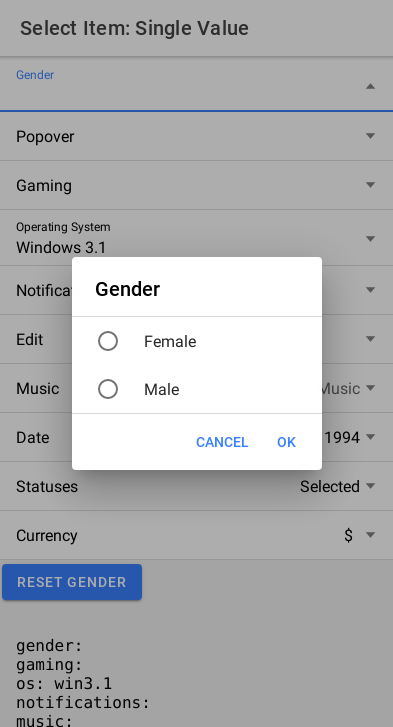 Select Item: Single Value
Gender
Popover
Gaming
Operating System
Windows 3.1
Gender
Edit
Female
Music
Music
Male
Date
1994
CANCEL
OK
Statuses
Selected
Currency
$
RESET GENDER
gender:
gaming:
os: win3.1
notifications:
music: